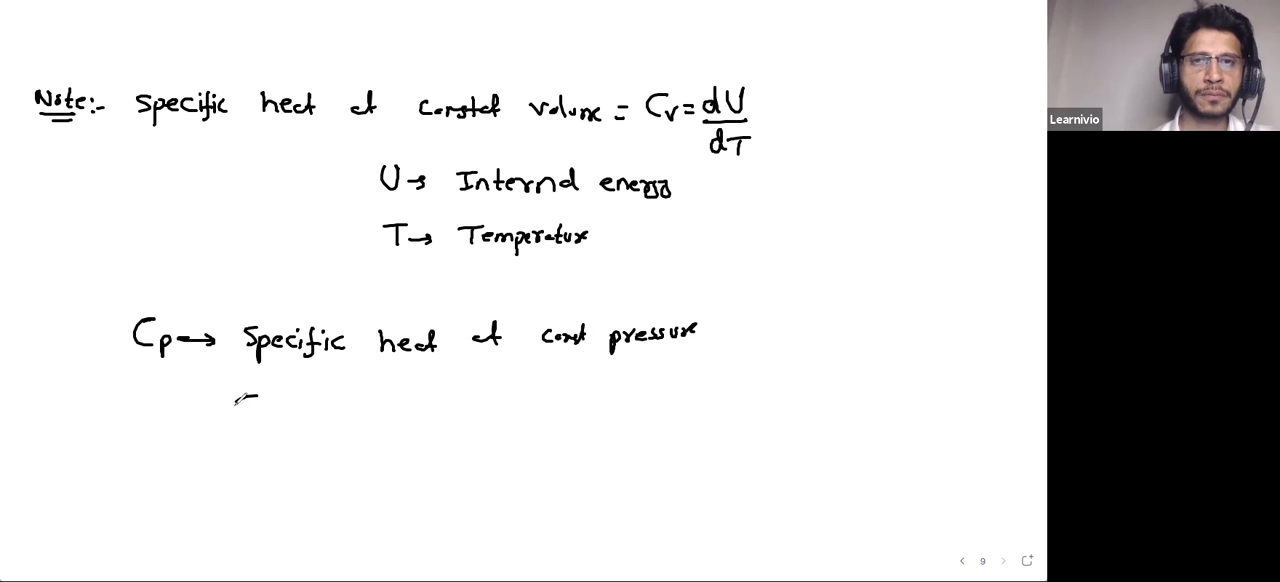 Note:- Specific heat at constat volume = Cv = dU/dT
U → Internal energy
T → Temperature
Cp → Specific heat at const pressure
Learnivio
9